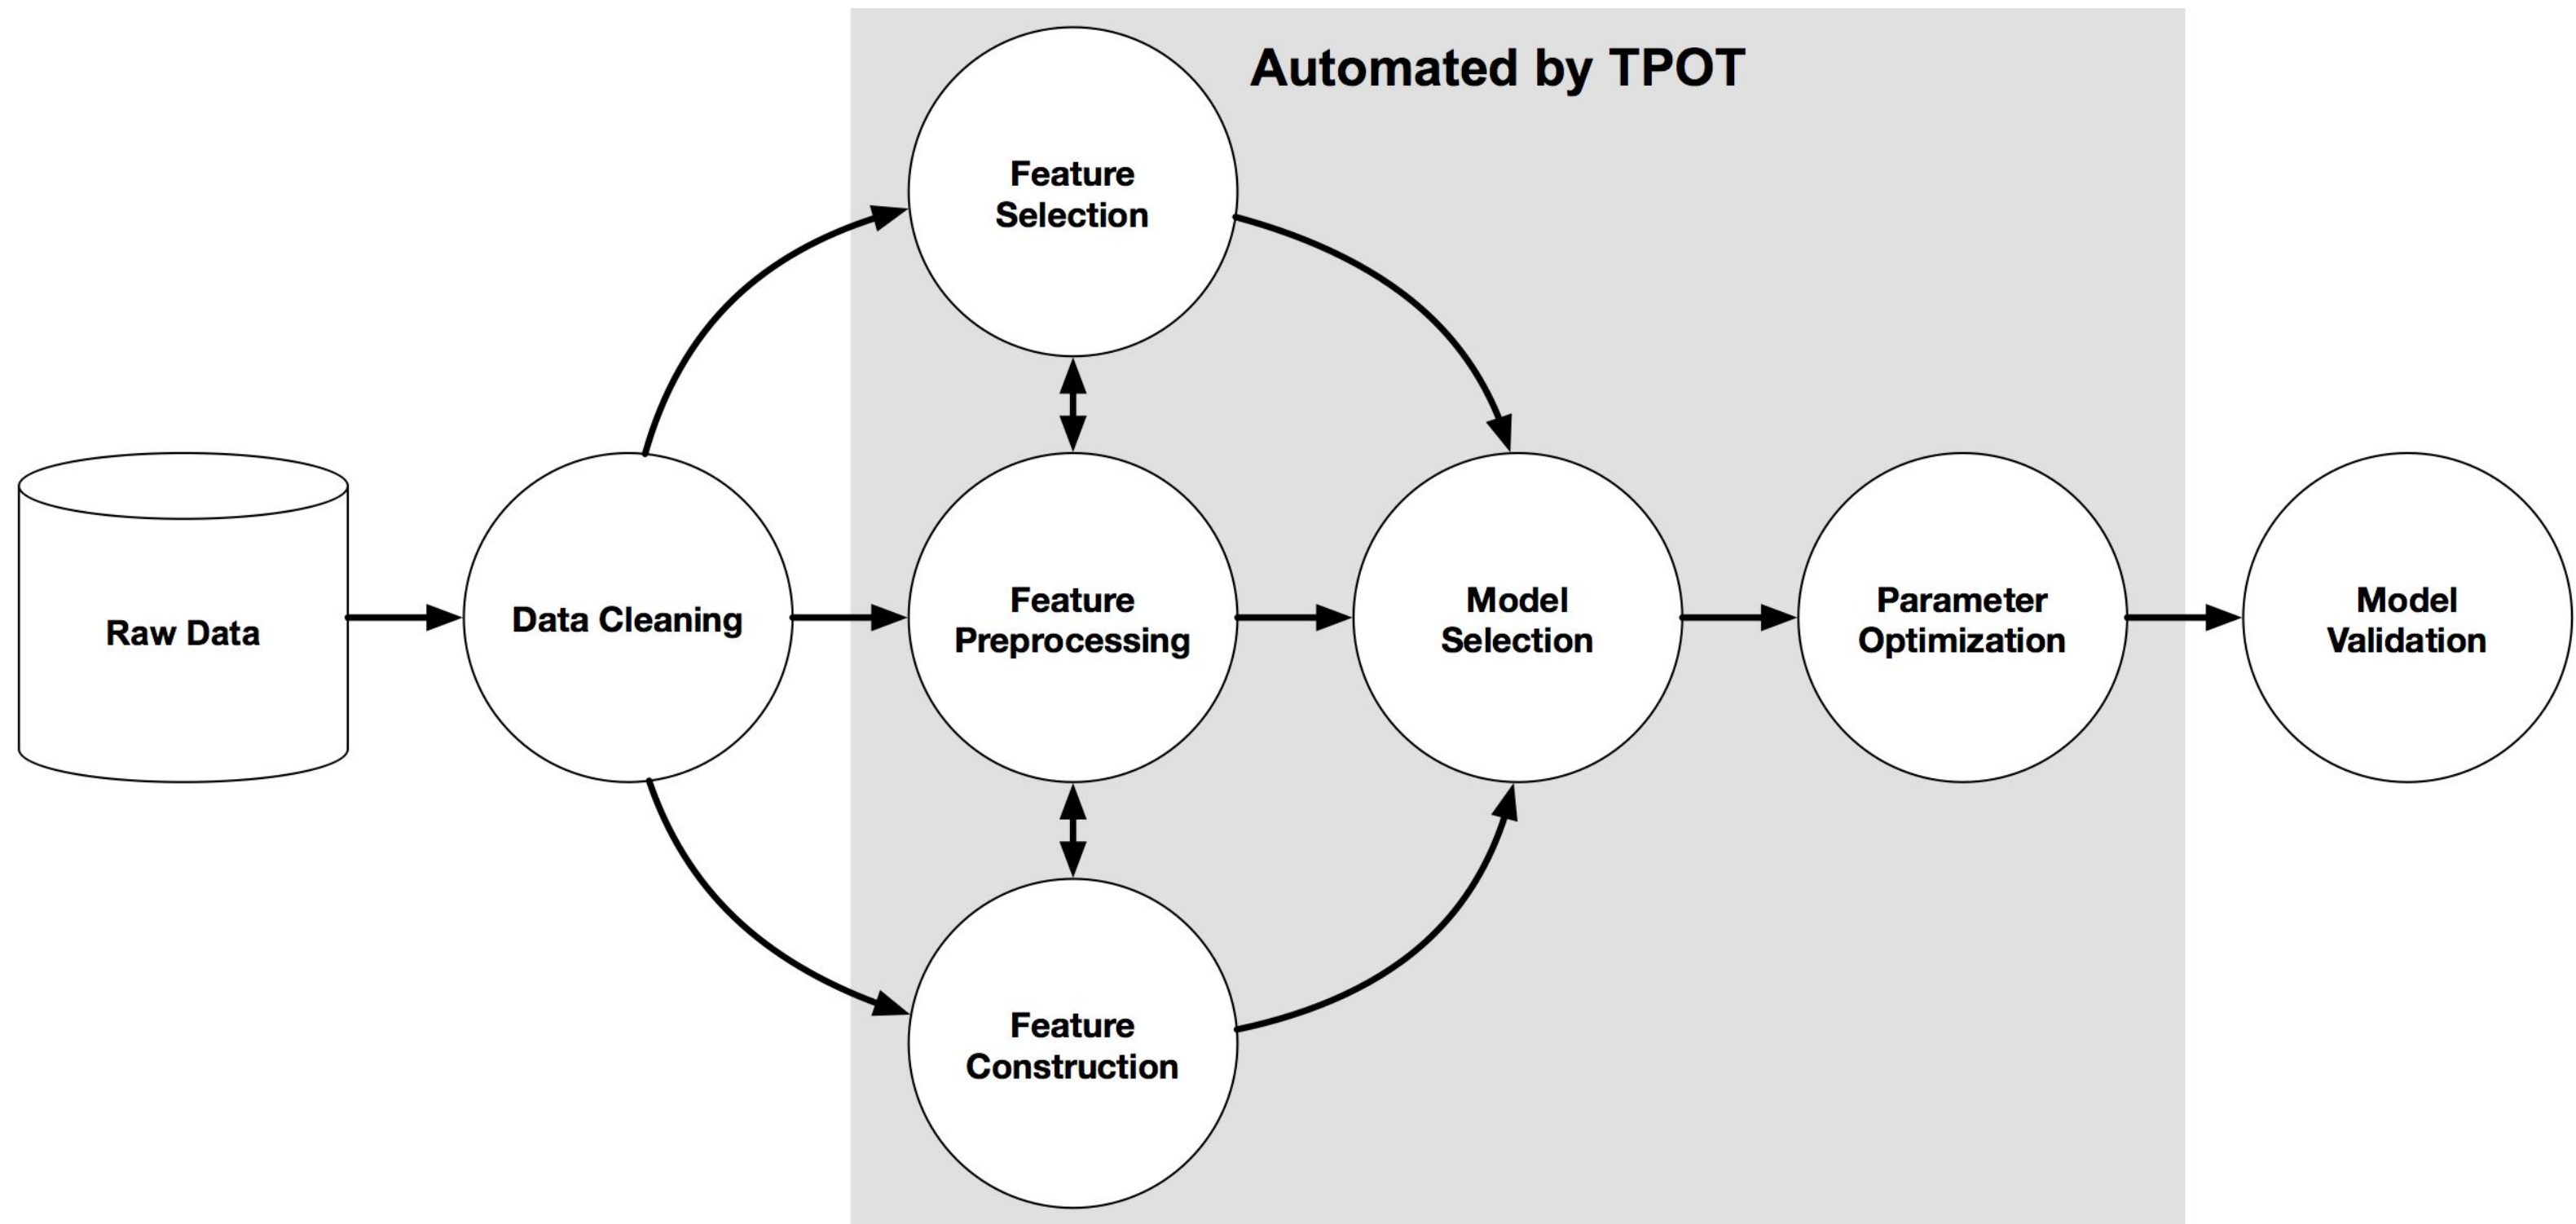 Automated by TPOT
Feature
Selection
Raw Data
Data Cleaning
Feature
Preprocessing
Model
Selection
Parameter
Optimization
Model
Validation
Feature
Construction